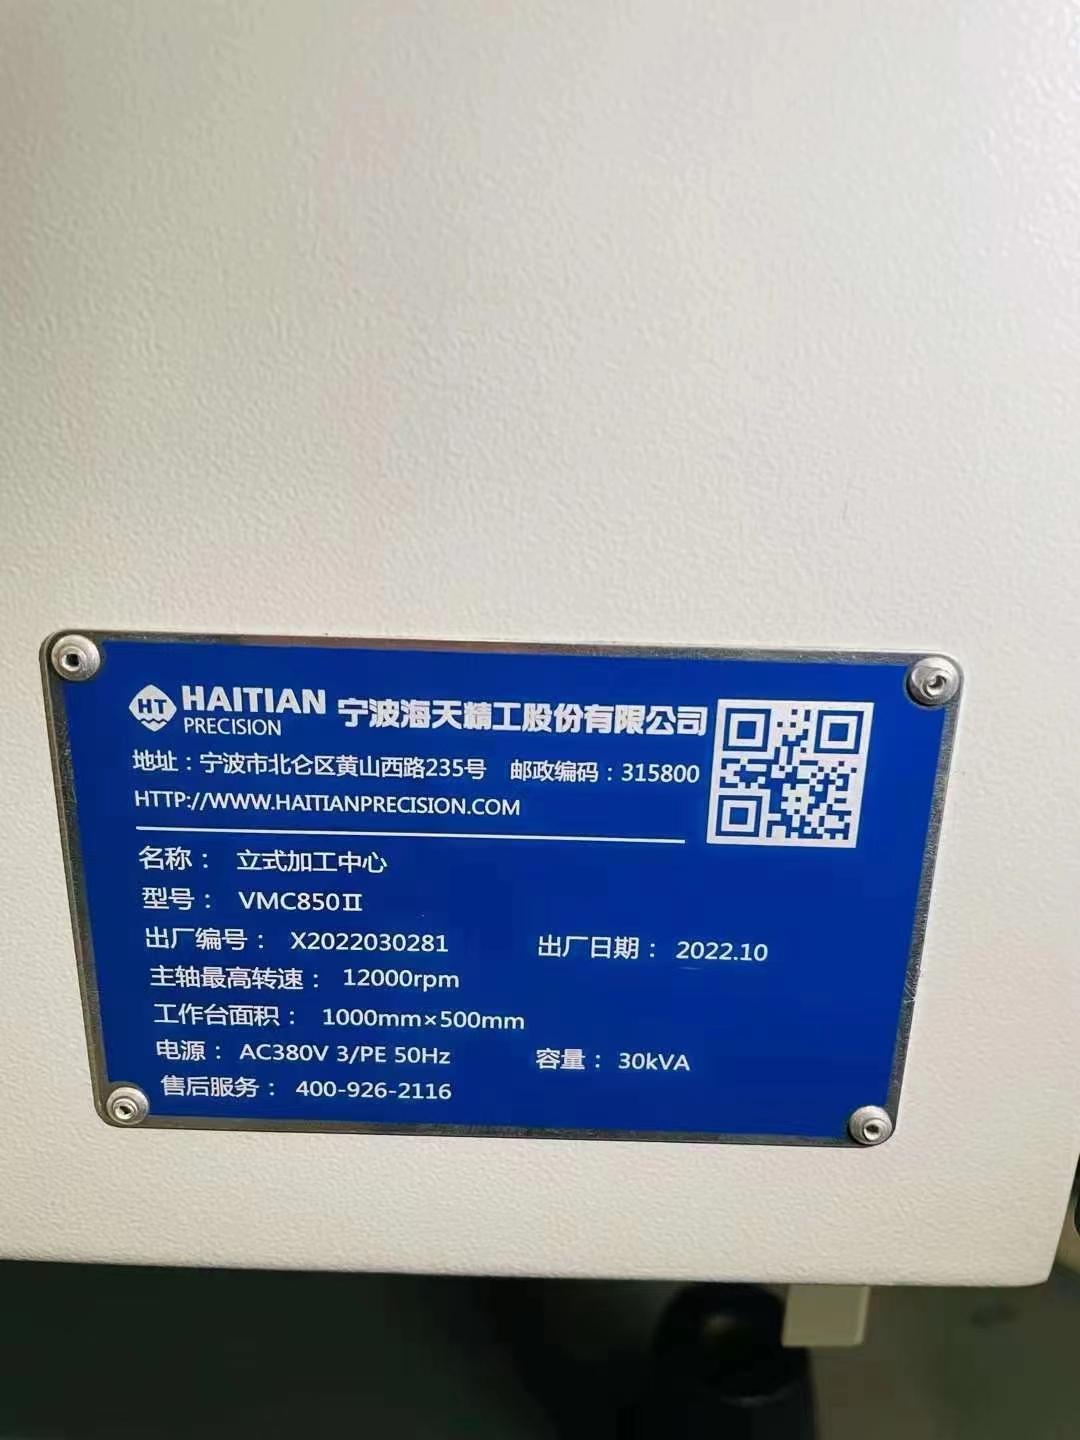 HT HAITIAN PRECISION 宁波海天精工股份有限公司
地址：宁波市北仑区黄山西路235号 邮政编码：315800
HTTP://WWW.HAITIANPRECISION.COM
名称： 立式加工中心
型号： VMC850Ⅱ
出厂编号： X2022030281 出厂日期： 2022.10
主轴最高转速： 12000rpm
工作台面积： 1000mm×500mm
电源： AC380V 3/PE 50Hz 容量： 30kVA
售后服务： 400-926-2116